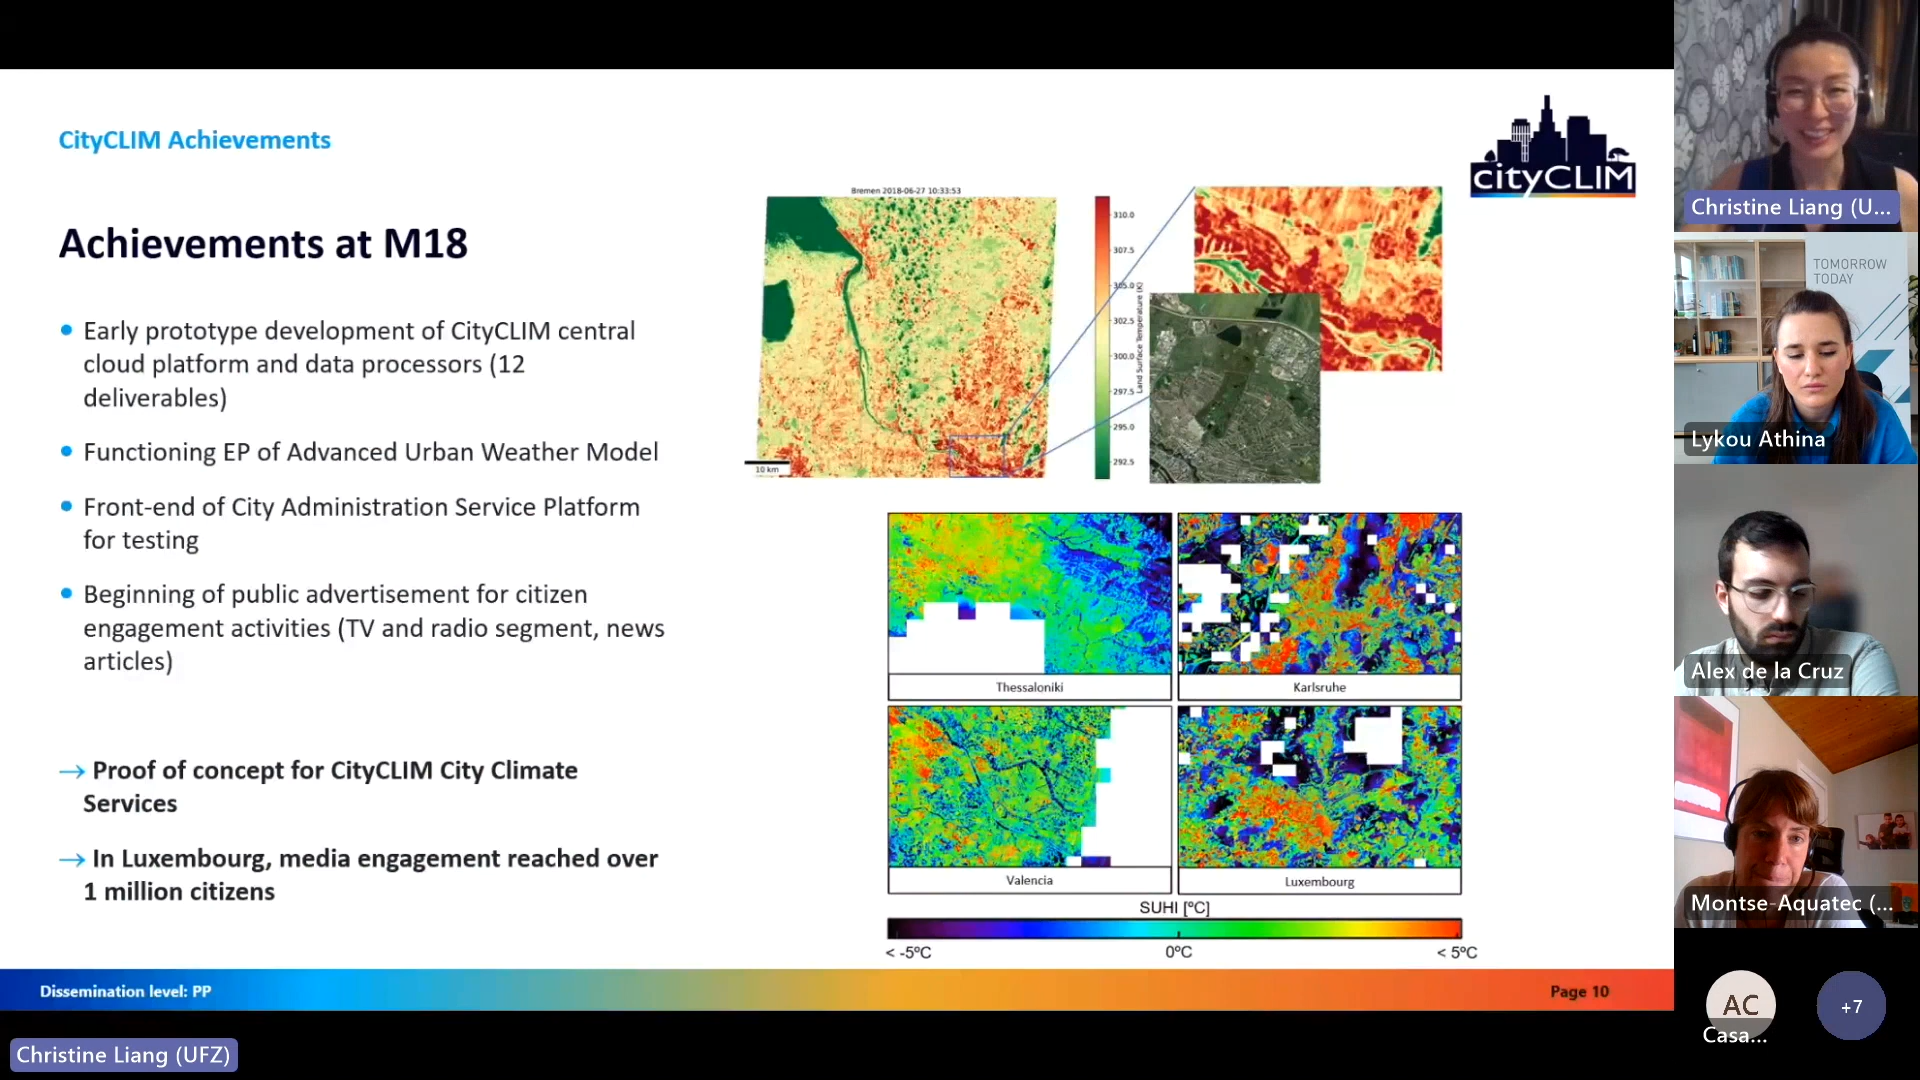 CityCLIM Achievements
cityCLIM
Achievements at M18
Early prototype development of CityCLIM central
cloud platform and data processors (12
deliverables)
Functioning EP of Advanced Urban Weather Model
Front-end of City Administration Service Platform
for testing
Beginning of public advertisement for citizen
engagement activities (TV and radio segment, news
articles)
→ Proof of concept for CityCLIM City Climate
Services
→ In Luxembourg, media engagement reached over
1 million citizens
Bremen 2018-06-27 10:33:53
10 km
310.0
307.5
305.0
302.5
300.0
297.5
295.0
292.5
Land Surface Temperature (K)
Thessaloniki
Karlsruhe
Valencia
Luxembourg
SUHI [ºC]
< -5ºC
0ºC
< 5ºC
Dissemination level: PP
Page 10
Christine Liang (UFZ)
Christine Liang (U...
TOMORROW
TODAY
Lykou Athina
Alex de la Cruz
Montse-Aquatec (...
AC
Casa...
+7